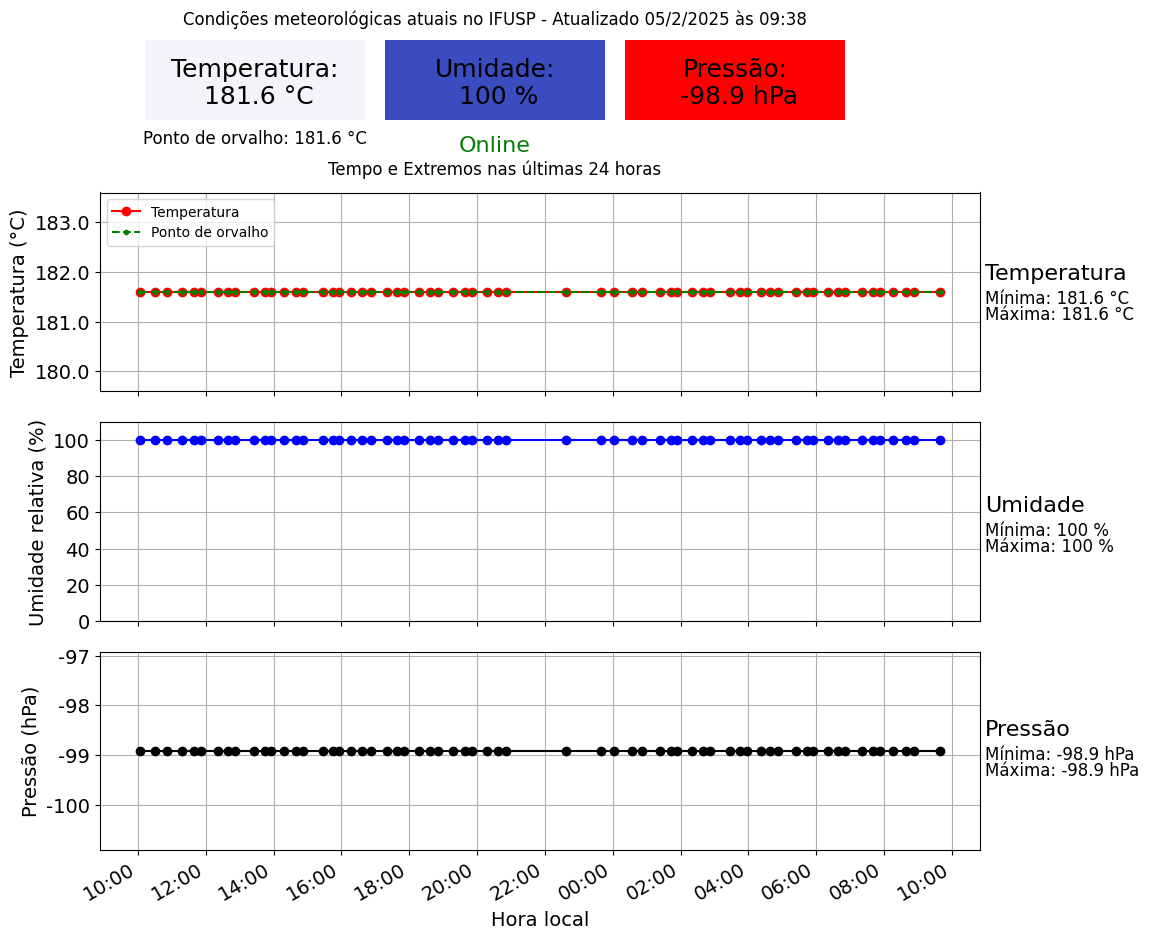 Condições meteorológicas atuais no IFUSP - Atualizado 05/2/2025 às 09:38
Temperatura:
181.6 °C
Umidade:
100 %
Pressão:
-98.9 hPa
Ponto de orvalho: 181.6 °C
Online
Tempo e Extremos nas últimas 24 horas
Temperatura (°C)
183.0
182.0
181.0
180.0
Temperatura
Ponto de orvalho
Temperatura
Mínima: 181.6 °C
Máxima: 181.6 °C
Umidade relativa (%)
100
80
60
40
20
0
Umidade
Mínima: 100 %
Máxima: 100 %
Pressão (hPa)
-97
-98
-99
-100
Pressão
Mínima: -98.9 hPa
Máxima: -98.9 hPa
10:00
12:00
14:00
16:00
18:00
20:00
22:00
00:00
02:00
04:00
06:00
08:00
10:00
Hora local